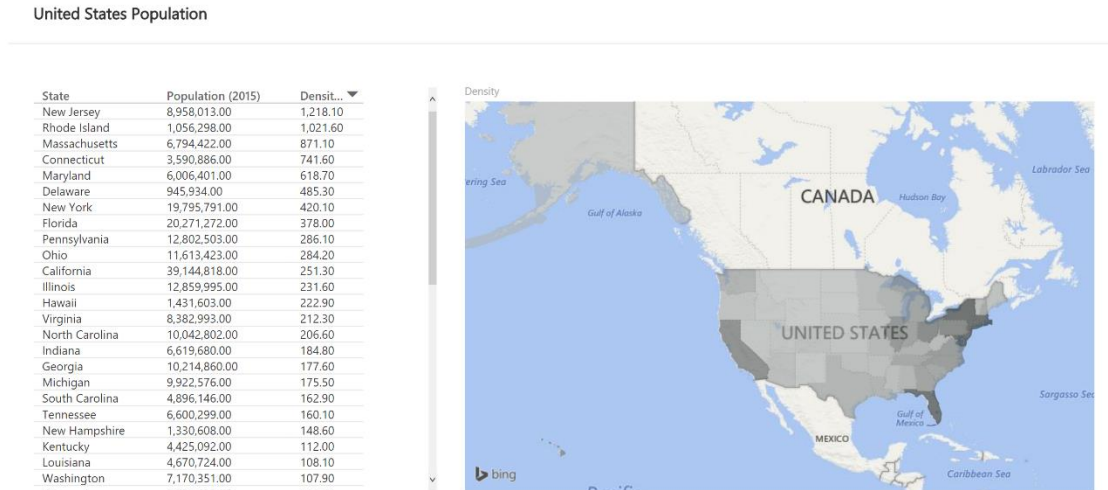 United States Population
State Population (2015) Densit...
New Jersey 8,958,013.00 1,218.10
Rhode Island 1,056,298.00 1,021.60
Massachusetts 6,794,422.00 871.10
Connecticut 3,590,886.00 741.60
Maryland 6,006,401.00 618.70
Delaware 945,934.00 485.30
New York 19,795,791.00 420.10
Florida 20,271,272.00 378.00
Pennsylvania 12,802,503.00 286.10
Ohio 11,613,423.00 284.20
California 39,144,818.00 251.30
Illinois 12,859,995.00 231.60
Hawaii 1,431,603.00 222.90
Virginia 8,382,993.00 212.30
North Carolina 10,042,802.00 206.60
Indiana 6,619,680.00 184.80
Georgia 10,214,860.00 177.60
Michigan 9,922,576.00 175.50
South Carolina 4,896,146.00 162.90
Tennessee 6,600,299.00 160.10
New Hampshire 1,330,608.00 148.60
Kentucky 4,425,092.00 112.00
Louisiana 4,670,724.00 108.10
Washington 7,170,351.00 107.90
Density
Labrador Sea
ering Sea
CANADA
Hudson Bay
Gulf of Alaska
UNITED STATES
Sargasso Sea
Gulf of
Mexico
MEXICO
bing
Caribbean Sea